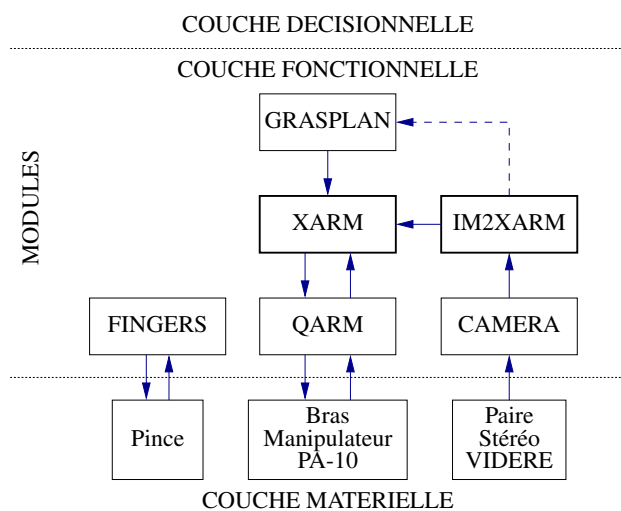 COUCHE DECISIONNELLE
COUCHE FONCTIONNELLE
GRASPLAN
MODULES
XARM
IM2XARM
FINGERS
QARM
CAMERA
Pince
Bras
Manipulateur
PA-10
Paire
Stéréo
VIDERE
COUCHE MATERIELLE